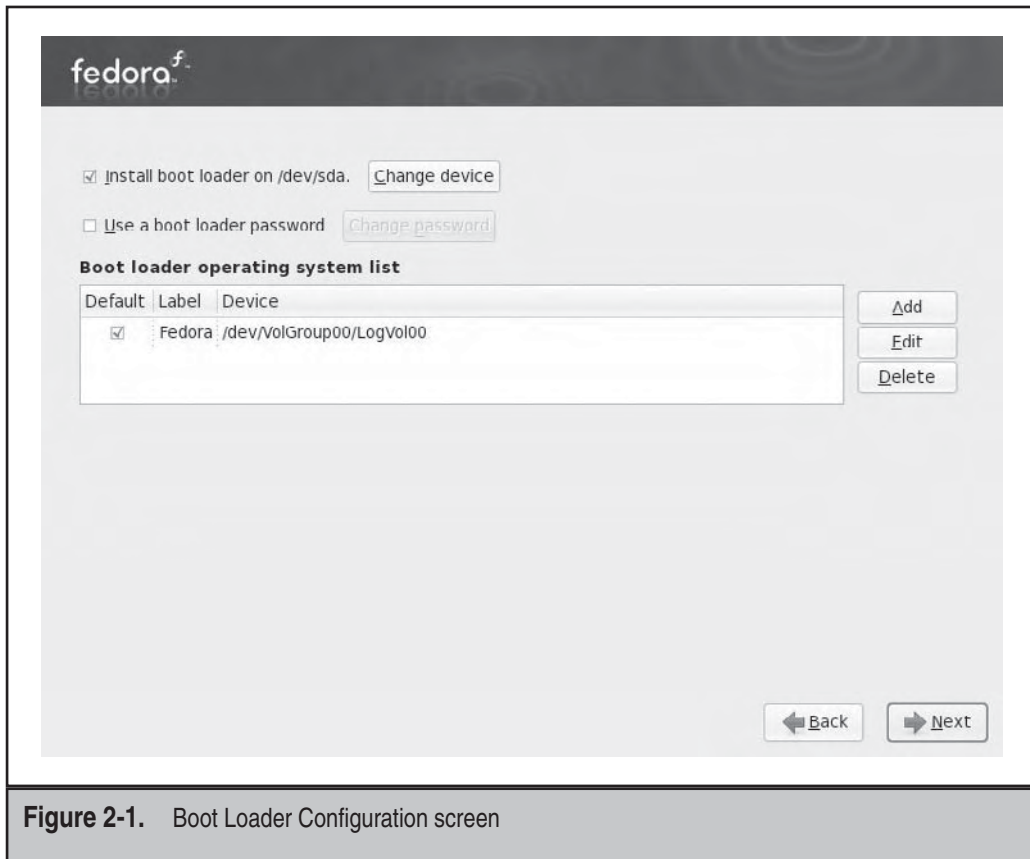 fedora
Install boot loader on /dev/sda. Change device
Use a boot loader password Change password
Boot loader operating system list
Default Label Device
Fedora /dev/VolGroup00/LogVol00
Add
Edit
Delete
Back Next
Figure 2-1. Boot Loader Configuration screen